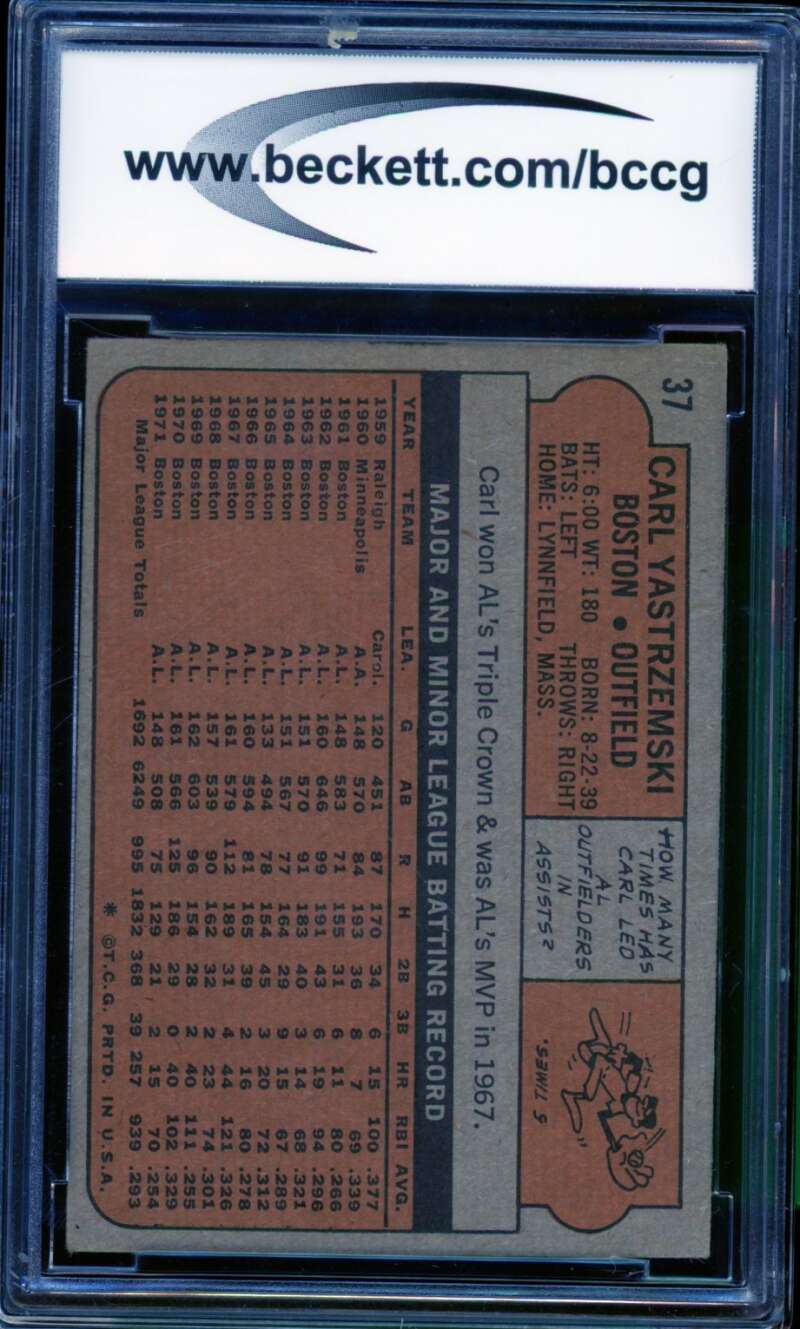 www.beckett.com/bccg
37
CARL YASTRZEMSKI
BOSTON • OUTFIELD
HT: 6:00 WT: 180 BORN: 8-22-39
BATS: LEFT THROWS: RIGHT
HOME: LYNNFIELD, MASS.
HOW MANY
TIMES HAS
CARL LED
AL
OUTFIELDERS
IN
ASSISTS?
5 TIMES.
Carl won AL's Triple Crown & was AL's MVP in 1967.
MAJOR AND MINOR LEAGUE BATTING RECORD
YEAR TEAM LEA. G AB R H 2B 3B HR RBI AVG.
1959 Raleigh Carol. 120 451 87 170 34 6 15 100 .377
1960 Minneapolis A.A. 148 570 84 193 36 8 7 69 .339
1961 Boston A.L. 148 583 71 155 31 6 11 80 .266
1962 Boston A.L. 160 646 99 191 43 6 19 94 .296
1963 Boston A.L. 151 570 91 183 40 3 14 68 .321
1964 Boston A.L. 151 567 77 164 29 9 15 67 .289
1965 Boston A.L. 133 494 78 154 45 3 20 72 .312
1966 Boston A.L. 160 594 81 165 39 2 16 80 .278
1967 Boston A.L. 161 579 112 189 31 4 44 121 .326
1968 Boston A.L. 157 539 90 162 32 2 23 74 .301
1969 Boston A.L. 162 603 96 154 28 2 40 111 .255
1970 Boston A.L. 161 566 125 186 29 0 40 102 .329
1971 Boston A.L. 148 508 75 129 21 2 15 70 .254
Major League Totals 1692 6249 995 1832 368 39 257 939 .293
* ©T.C.G. PRTD. IN U.S.A.